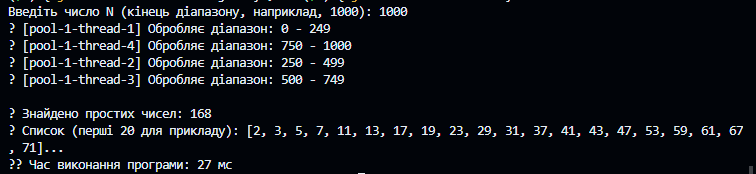 Введіть число N (кінець діапазону, наприклад, 1000): 1000
? [pool-1-thread-1] Обробляє діапазон: 0 - 249
? [pool-1-thread-4] Обробляє діапазон: 750 - 1000
? [pool-1-thread-2] Обробляє діапазон: 250 - 499
? [pool-1-thread-3] Обробляє діапазон: 500 - 749
? Знайдено простих чисел: 168
? Список (перші 20 для прикладу): [2, 3, 5, 7, 11, 13, 17, 19, 23, 29, 31, 37, 41, 43, 47, 53, 59, 61, 67
, 71]...
?? Час виконання програми: 27 мс